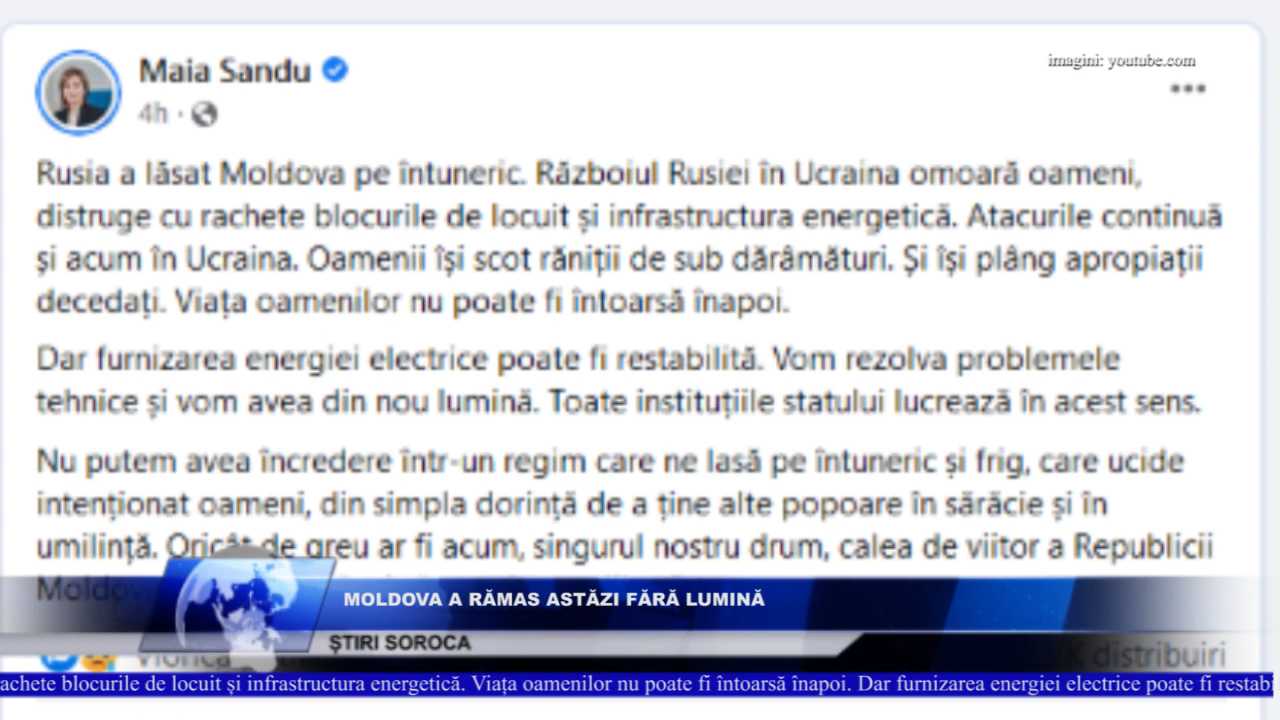 Maia Sandu
imagini: youtube.com
4h
Rusia a lăsat Moldova pe întuneric. Războiul Rusiei în Ucraina omoară oameni,
distruge cu rachete blocurile de locuit și infrastructura energetică. Atacurile continuă
și acum în Ucraina. Oamenii își scot răniții de sub dărâmături. Și își plâng apropiații
decedați. Viața oamenilor nu poate fi întoarsă înapoi.
Dar furnizarea energiei electrice poate fi restabilită. Vom rezolva problemele
tehnice și vom avea din nou lumină. Toate instituțiile statului lucrează în acest sens.
Nu putem avea încredere într-un regim care ne lasă pe întuneric și frig, care ucide
intenționat oameni, din simpla dorință de a ține alte popoare în sărăcie și în
umilință. Oricât de greu ar fi acum, singurul nostru drum, calea de viitor a Republicii
MOLDOVA A RĂMAS ASTĂZI FĂRĂ LUMINĂ
ȘTIRI SOROCA
distribuiri
achete blocurile de locuit și infrastructura energetică. Viața oamenilor nu poate fi întoarsă înapoi. Dar furnizarea energiei electrice poate fi restabi